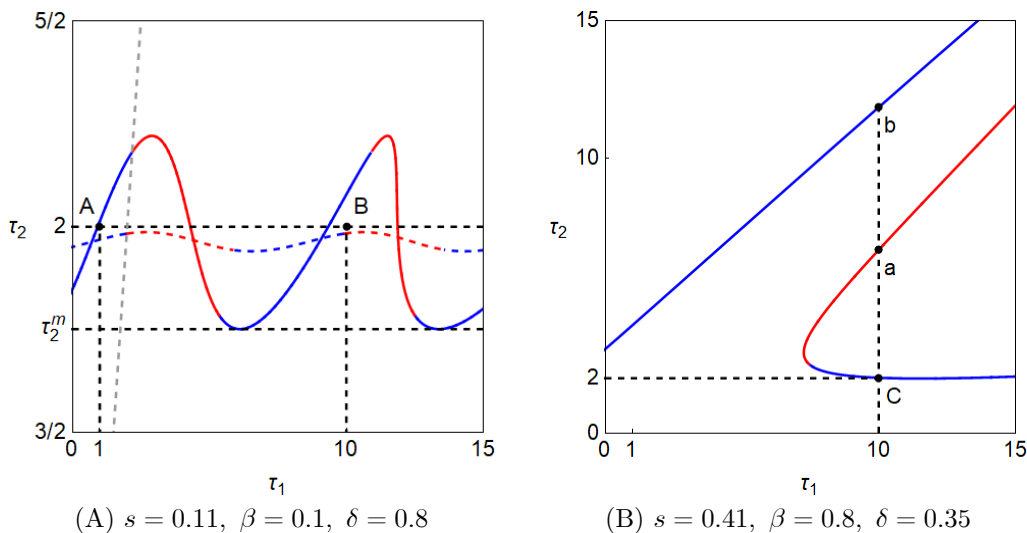 5/2
A
B
τ₂
2
τ₂ᵐ
3/2
0 1 10 15
τ₁
(A) s = 0.11, β = 0.1, δ = 0.8
15
b
10
τ₂
a
2
C
0
0 1 10 15
τ₁
(B) s = 0.41, β = 0.8, δ = 0.35